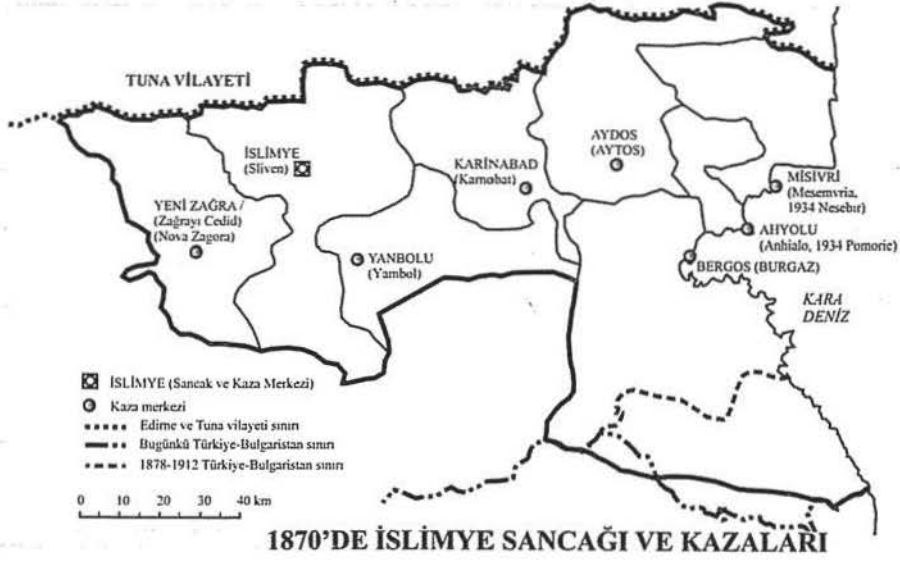 TUNA VİLAYETİ
İSLİMYE
(Sliven)
YENİ ZAĞRA /
(Zağrayı Cedid)
(Nova Zagora)
YANBOLU
(Yambol)
KARİNABAD
(Karnobat)
AYDOS
(AYTOS)
MİSİVRİ
(Mesemvria,
1934 Nesebır)
AHYOLU
(Anhialo, 1934 Pomorie)
BERGOS (BURGAZ)
KARA
DENİZ
İSLİMYE (Sancak ve Kaza Merkezi)
Kaza merkezi
Edirne ve Tuna vilayeti sınırı
Bugünkü Türkiye-Bulgaristan sınırı
1878-1912 Türkiye-Bulgaristan sınırı
0 10 20 30 40 km
1870'DE İSLİMYE SANCAĞI VE KAZALARI